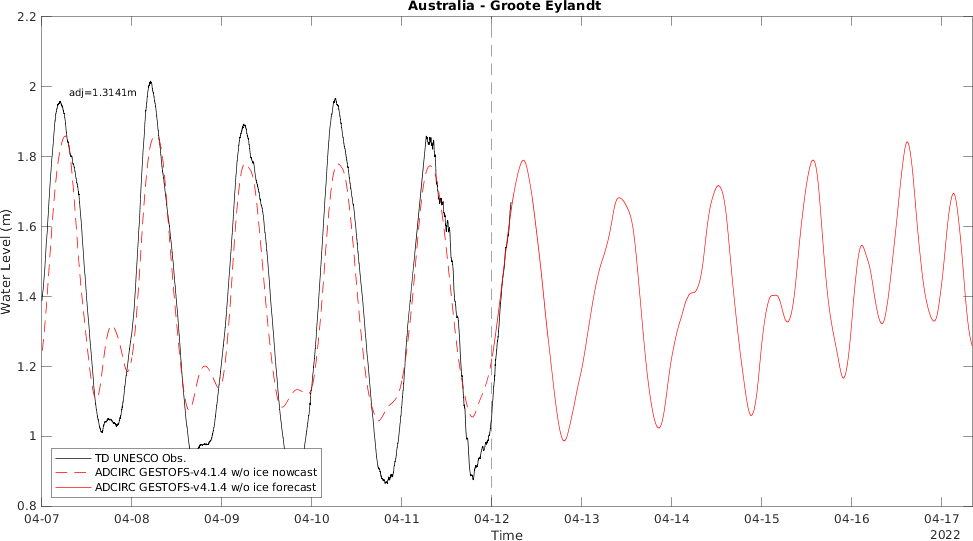 Australia - Groote Eylandt
2.2
2
1.8
1.6
1.4
1.2
1
0.8
Water Level (m)
adj=1.3141m
TD UNESCO Obs.
ADCIRC GESTOFS-v4.1.4 w/o ice nowcast
ADCIRC GESTOFS-v4.1.4 w/o ice forecast
04-07 04-08 04-09 04-10 04-11 04-12 04-13 04-14 04-15 04-16 04-17
2022
Time